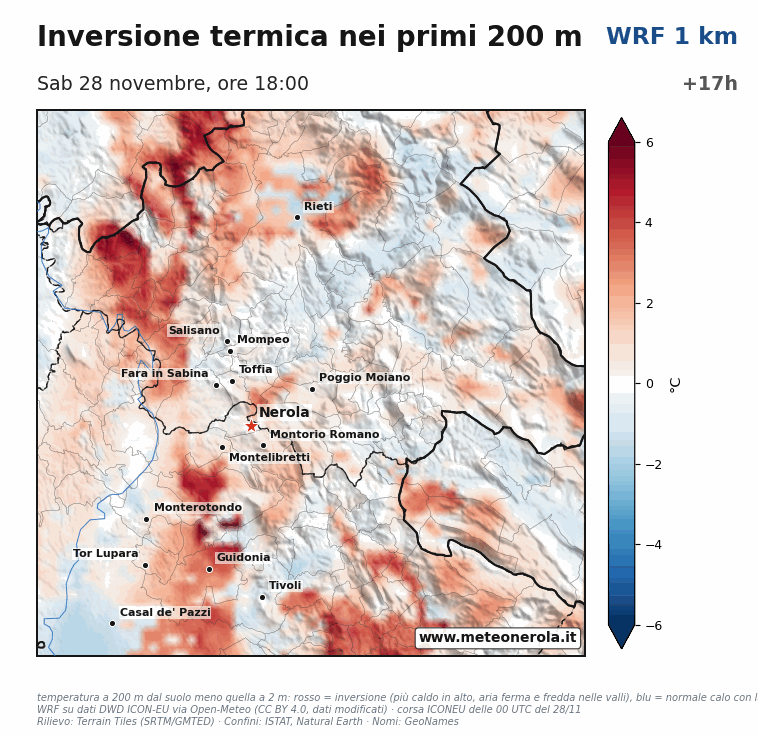 Inversione termica nei primi 200 m
WRF 1 km
Sab 28 novembre, ore 18:00
+17h
Rieti
Salisano
Mompeo
Toffia
Fara in Sabina
Poggio Moiano
Nerola
Montorio Romano
Montelibretti
Monterotondo
Tor Lupara
Guidonia
Tivoli
Casal de' Pazzi
www.meteonerola.it
6
4
2
0
−2
−4
−6
°C
temperatura a 200 m dal suolo meno quella a 2 m: rosso = inversione (più caldo in alto, aria ferma e fredda nelle valli), blu = normale calo con l
WRF su dati DWD ICON-EU via Open-Meteo (CC BY 4.0, dati modificati) · corsa ICONEU delle 00 UTC del 28/11
Rilievo: Terrain Tiles (SRTM/GMTED) · Confini: ISTAT, Natural Earth · Nomi: GeoNames